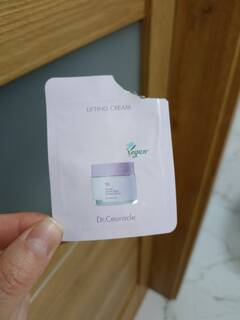 LIFTING CREAM
Vegan
Dr.Ceuracle